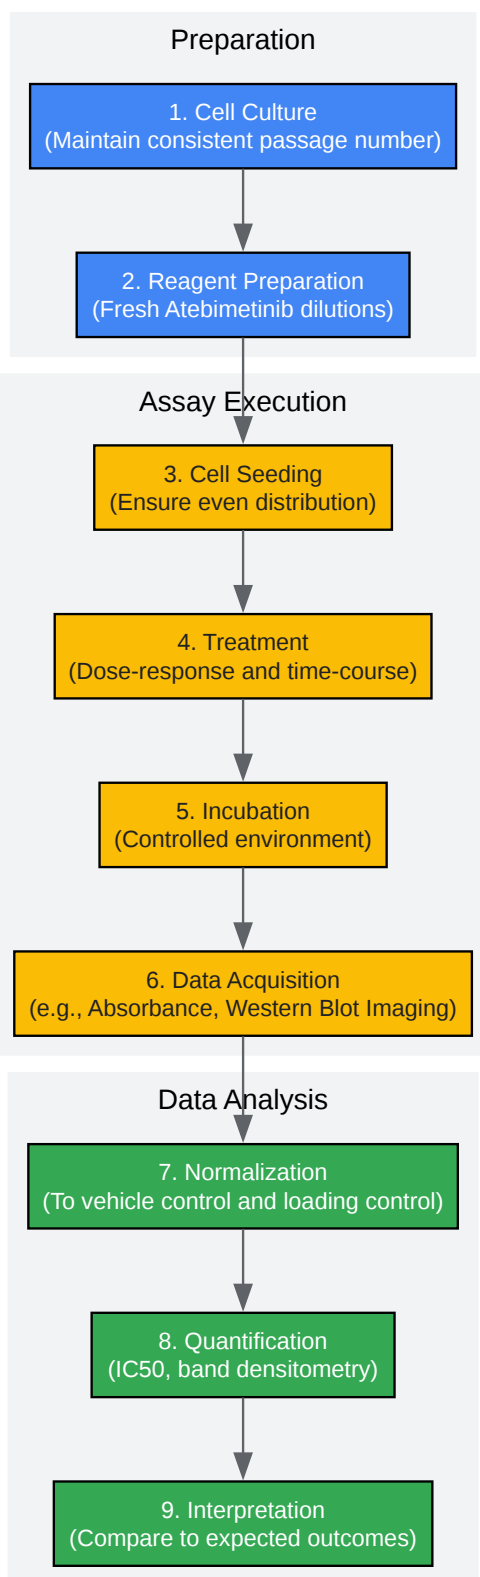 Preparation
1. Cell Culture
(Maintain consistent passage number)
2. Reagent Preparation
(Fresh Atebimetinib dilutions)
Assay Execution
3. Cell Seeding
(Ensure even distribution)
4. Treatment
(Dose-response and time-course)
5. Incubation
(Controlled environment)
6. Data Acquisition
(e.g., Absorbance, Western Blot Imaging)
Data Analysis
7. Normalization
(To vehicle control and loading control)
8. Quantification
(IC50, band densitometry)
9. Interpretation
(Compare to expected outcomes)